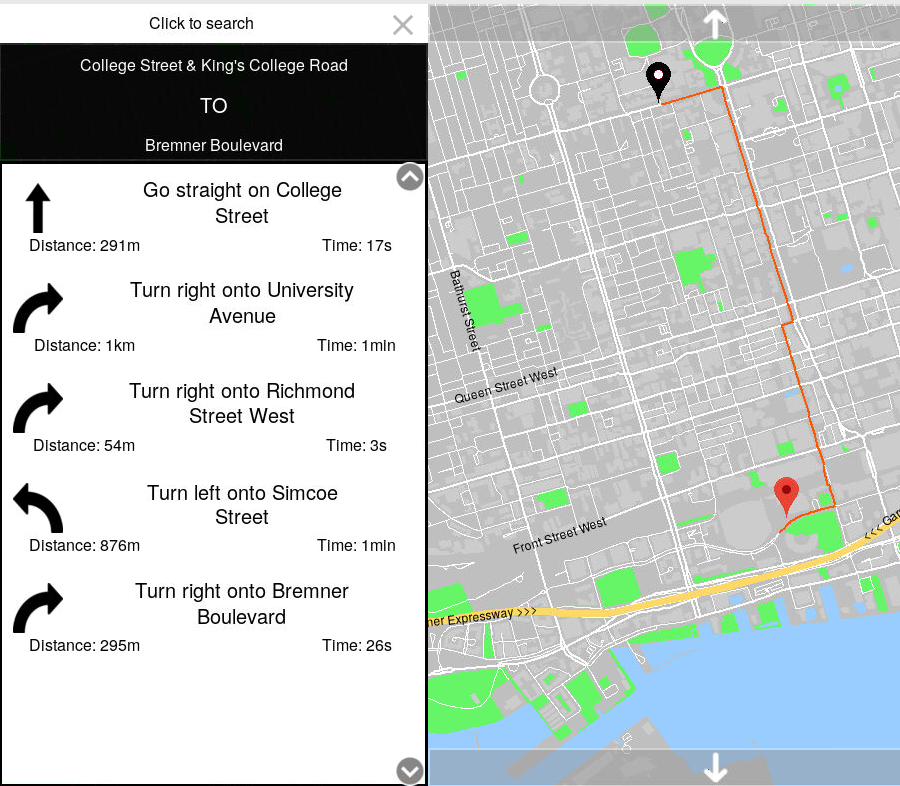 Click to search
College Street & King's College Road
TO
Bremner Boulevard
Go straight on College
Street
Distance: 291m Time: 17s
Turn right onto University
Avenue
Distance: 1km Time: 1min
Turn right onto Richmond
Street West
Distance: 54m Time: 3s
Turn left onto Simcoe
Street
Distance: 876m Time: 1min
Turn right onto Bremner
Boulevard
Distance: 295m Time: 26s
Bathurst Street
Queen Street West
Front Street West
<<< Gar
ner Expressway >>>